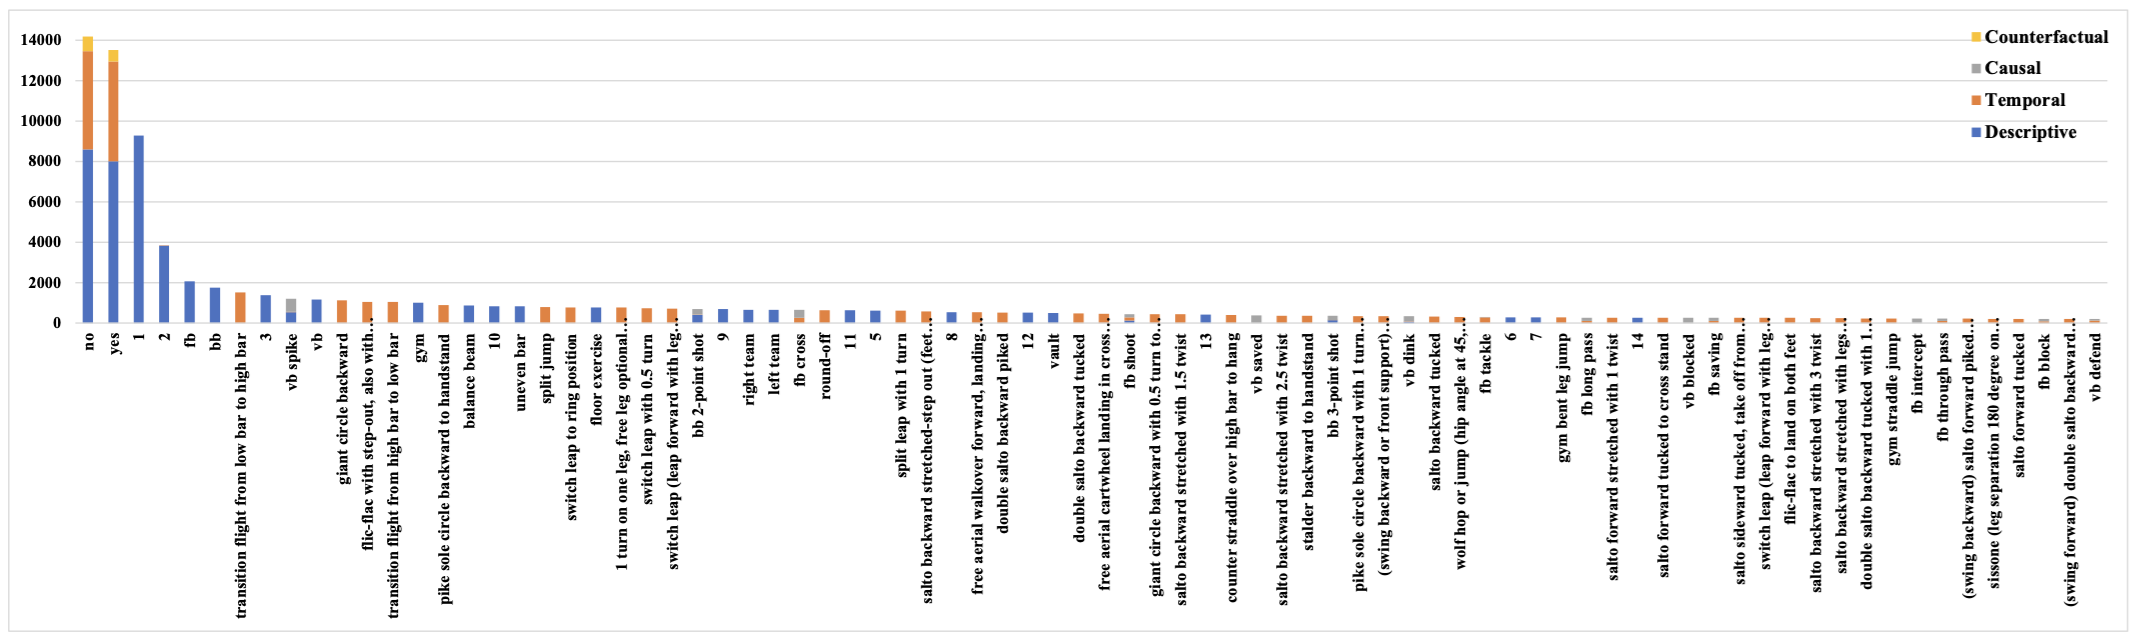 14000
12000
10000
8000
6000
4000
2000
0
Counterfactual
Causal
Temporal
Descriptive
no
yes
1
2
fb
bb
transition flight from low bar to high bar
3
vb spike
vb
giant circle backward
flic-flac with step-out, also with…
transition flight from high bar to low bar
gym
pike sole circle backward to handstand
balance beam
10
uneven bar
split jump
switch leap to ring position
floor exercise
1 turn on one leg, free leg optional…
switch leap with 0.5 turn
switch leap (leap forward with leg…
bb 2-point shot
9
right team
left team
fb cross
round-off
11
5
split leap with 1 turn
salto backward stretched-step out (feet…
8
free aerial walkover forward, landing…
double salto backward piked
12
vault
double salto backward tucked
free aerial cartwheel landing in cross…
fb shoot
giant circle backward with 0.5 turn to…
salto backward stretched with 1.5 twist
13
counter straddle over high bar to hang
vb saved
salto backward stretched with 2.5 twist
stalder backward to handstand
bb 3-point shot
pike sole circle backward with 1 turn…
(swing backward or front support)…
vb dink
salto backward tucked
wolf hop or jump (hip angle at 45,…
fb tackle
6
7
gym bent leg jump
fb long pass
salto forward stretched with 1 twist
14
salto forward tucked to cross stand
vb blocked
fb saving
salto sideward tucked, take off from…
switch leap (leap forward with leg…
flic-flac to land on both feet
salto backward stretched with 3 twist
salto backward stretched with legs…
double salto backward tucked with 1…
gym straddle jump
fb intercept
fb through pass
(swing backward) salto forward piked…
sissone (leg separation 180 degree on…
salto forward tucked
fb block
(swing forward) double salto backward…
vb defend